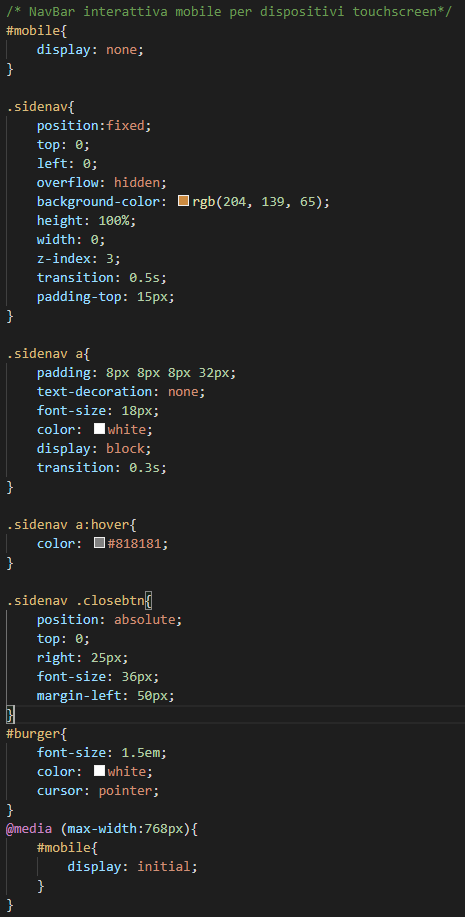 /* NavBar interattiva mobile per dispositivi touchscreen*/
#mobile{
    display: none;
}

.sidenav{
    position:fixed;
    top: 0;
    left: 0;
    overflow: hidden;
    background-color: rgb(204, 139, 65);
    height: 100%;
    width: 0;
    z-index: 3;
    transition: 0.5s;
    padding-top: 15px;
}

.sidenav a{
    padding: 8px 8px 8px 32px;
    text-decoration: none;
    font-size: 18px;
    color: white;
    display: block;
    transition: 0.3s;
}

.sidenav a:hover{
    color: #818181;
}

.sidenav .closebtn{
    position: absolute;
    top: 0;
    right: 25px;
    font-size: 36px;
    margin-left: 50px;
}
#burger{
    font-size: 1.5em;
    color: white;
    cursor: pointer;
}
@media (max-width:768px){
    #mobile{
        display: initial;
    }
}